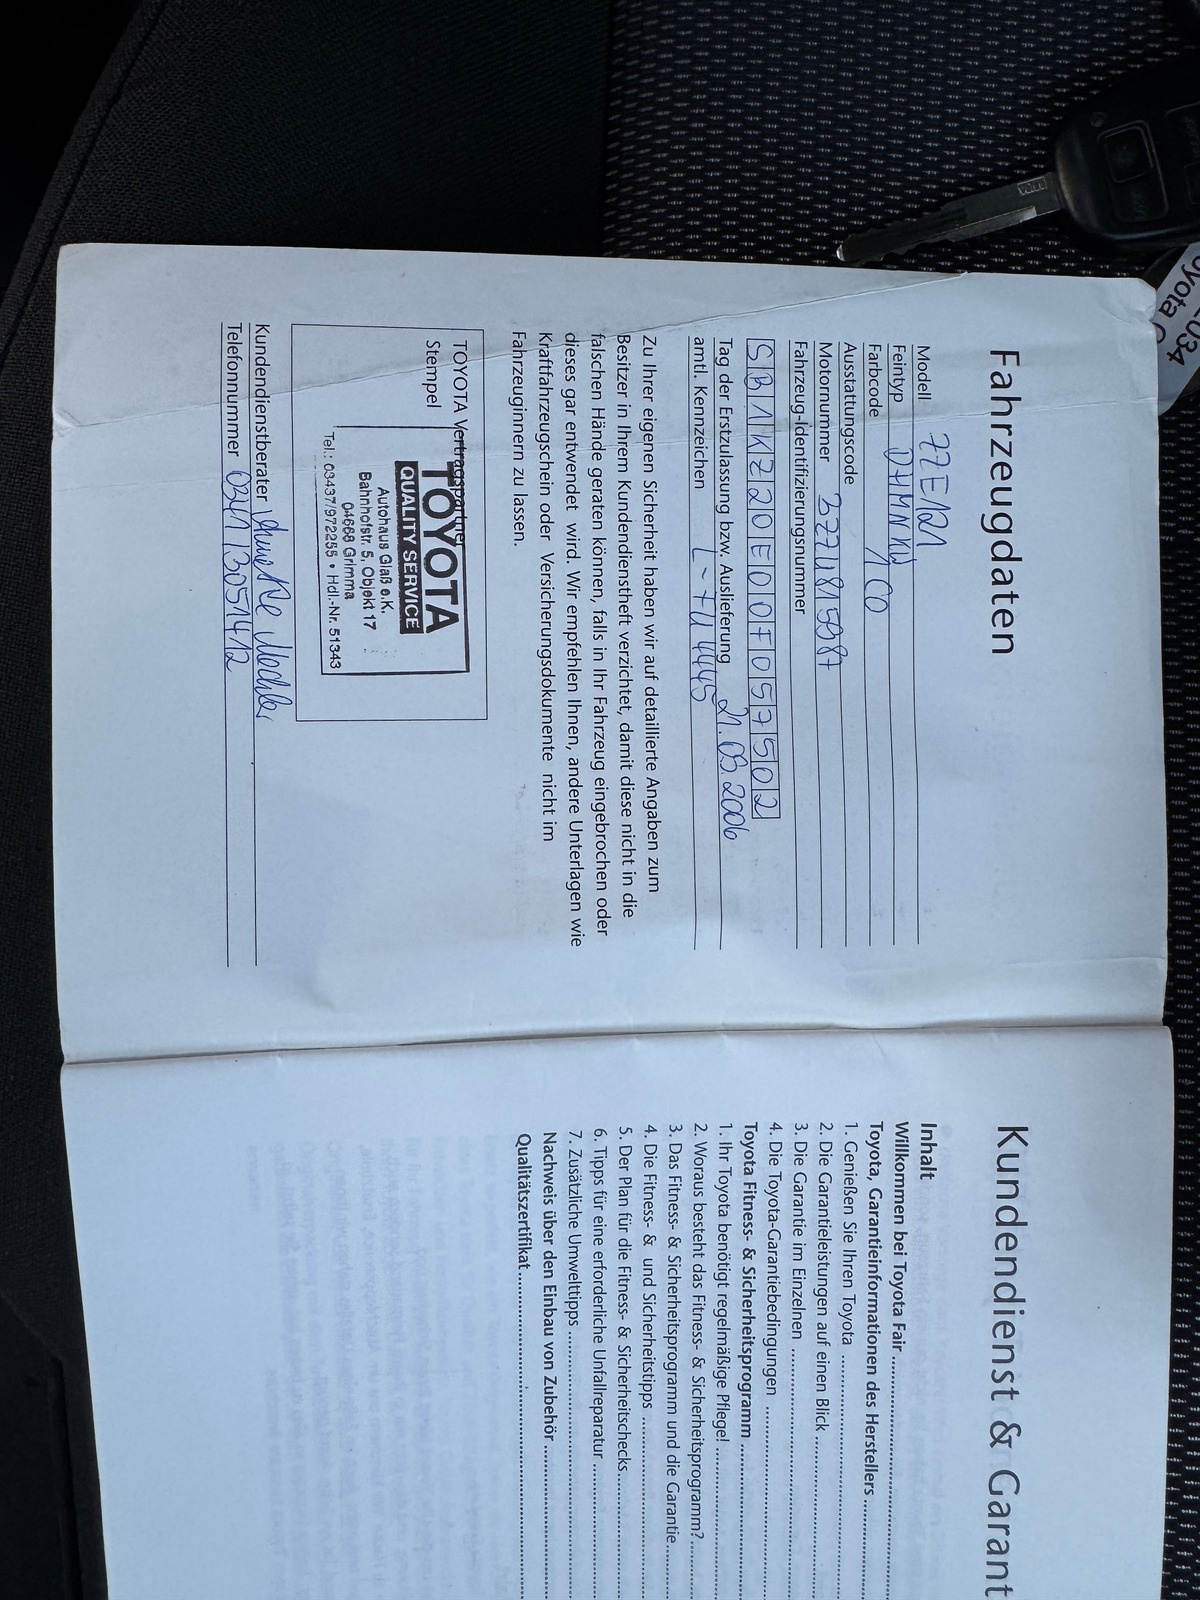 Fahrzeugdaten
Modell ZZE121
Feintyp DHMNKW
Farbcode 1C0
Ausstattungscode
Motornummer 3ZZU815987
Fahrzeug-Identifizierungsnummer
SB1KZ20E00F057502
Tag der Erstzulassung bzw. Auslieferung 21.09.2006
amtl. Kennzeichen L-TU 4445
Zu Ihrer eigenen Sicherheit haben wir auf detaillierte Angaben zum
Besitzer in Ihrem Kundendienstheft verzichtet, damit diese nicht in die
falschen Hände geraten können, falls in Ihr Fahrzeug eingebrochen oder
dieses gar entwendet wird. Wir empfehlen Ihnen, andere Unterlagen wie
Kraftfahrzeugschein oder Versicherungsdokumente nicht im
Fahrzeuginnern zu lassen.
TOYOTA Vertragspartner
Stempel
TOYOTA
QUALITY SERVICE
Autohaus Glaß e.K.
Bahnhofstr. 5, Objekt 17
04668 Grimma
Tel.: 03437/972255 • Hdl.-Nr. 51343
Kundendienstberater
Telefonnummer 0341 13051412
Kundendienst & Garant
Inhalt
Willkommen bei Toyota Fair
Toyota, Garantieinformationen des Herstellers
1. Genießen Sie Ihren Toyota
2. Die Garantieleistungen auf einen Blick
3. Die Garantie im Einzelnen
4. Die Toyota-Garantiebedingungen
Toyota Fitness- & Sicherheitsprogramm
1. Ihr Toyota benötigt regelmäßige Pflege!
2. Woraus besteht das Fitness- & Sicherheitsprogramm?
3. Das Fitness- & Sicherheitsprogramm und die Garantie
4. Die Fitness- & und Sicherheitstipps
5. Der Plan für die Fitness- & Sicherheitschecks
6. Tipps für eine erforderliche Unfallreparatur
7. Zusätzliche Umwelttipps
Nachweis über den Einbau von Zubehör
Qualitätszertifikat